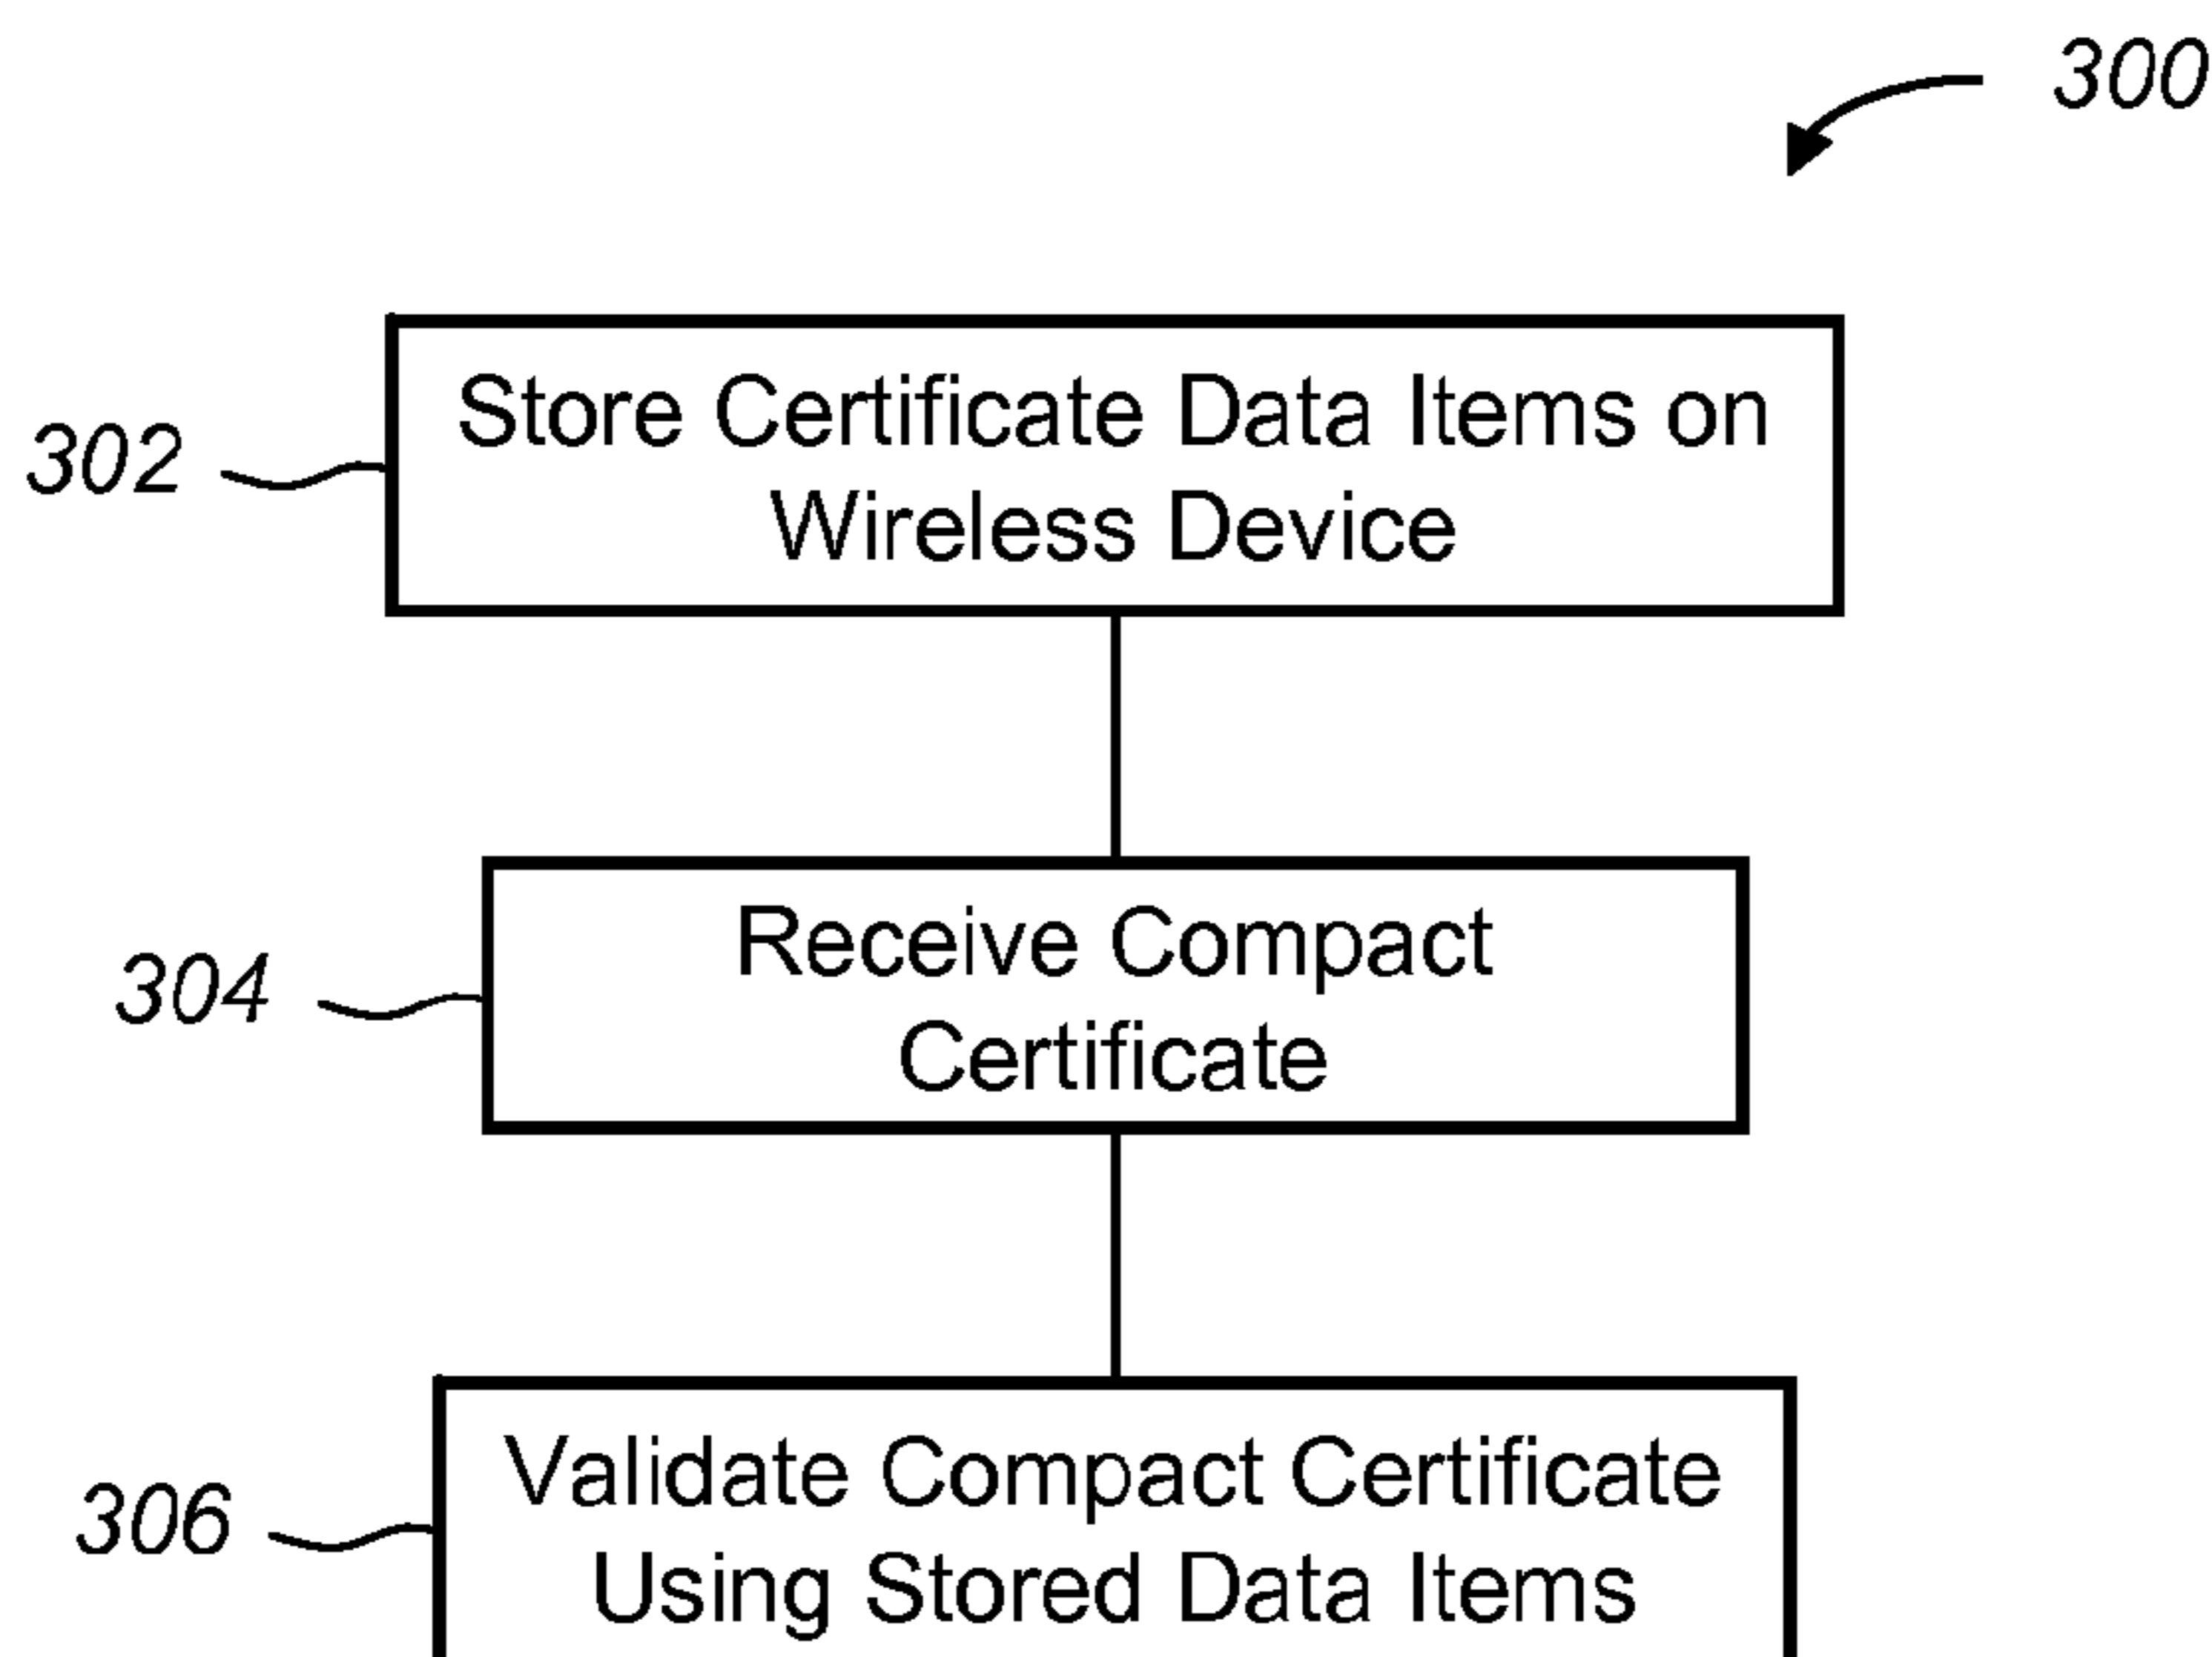 300
302
Store Certificate Data Items on
Wireless Device
304
Receive Compact
Certificate
306
Validate Compact Certificate
Using Stored Data Items